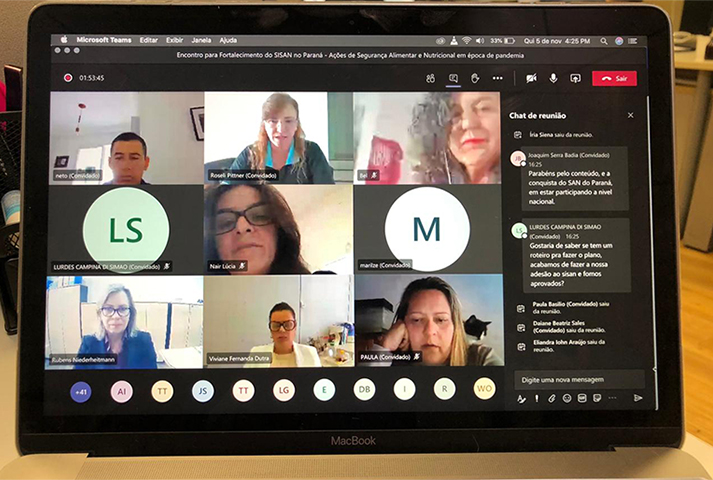 Microsoft Teams Editar Exibir Janela Ajuda 33% Qui 5 de nov 4:25 PM
Encontro para Fortalecimento do SISAN no Paraná - Ações de Segurança Alimentar e Nutricional em época de pandemia
01:53:45
Sair
Chat de reunião
Íria Siena saiu da reunião.
Joaquim Serra Badia (Convidado)
16:25
Parabéns pelo conteúdo, e a
conquista do SAN do Paraná,
em estar participando a nível
nacional.
LS
LURDES CAMPINA DI SIMAO
(Convidado) 16:25
Gostaria de saber se tem um
roteiro pra fazer o plano,
acabamos de fazer a nossa
adesão ao sisan e fomos
aprovados?
Paula Basílio (Convidado) saiu
da reunião.
Daiane Beatriz Sales
(Convidado) saiu da reunião.
Eliandra Iohn Araújo saiu da
reunião.
Digite uma nova mensagem
neto (Convidado)
Roseli Pittner (Convidado)
Bel
LS
LURDES CAMPINA DI SIMAO (Convidado)
Nair Lúcia
M
marilze (Convidado)
Rubens Niederheitmann
Viviane Fernanda Dutra
PAULA (Convidado)
+41 AI TT JS TT LG E DB I R WO
MacBook